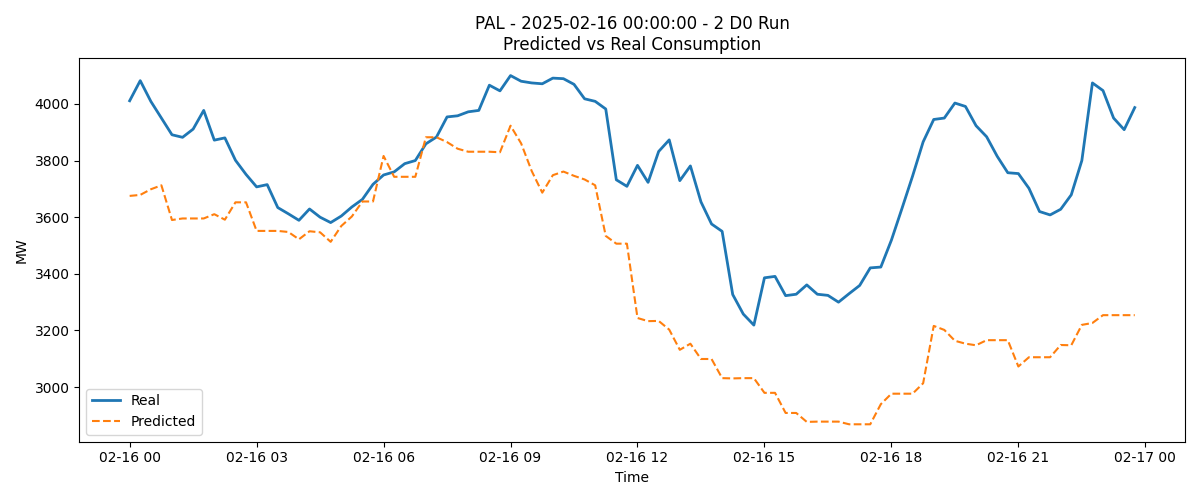 PAL - 2025-02-16 00:00:00 - 2 D0 Run
Predicted vs Real Consumption
MW
4000
3800
3600
3400
3200
3000
Real
Predicted
02-16 00
02-16 03
02-16 06
02-16 09
02-16 12
02-16 15
02-16 18
02-16 21
02-17 00
Time